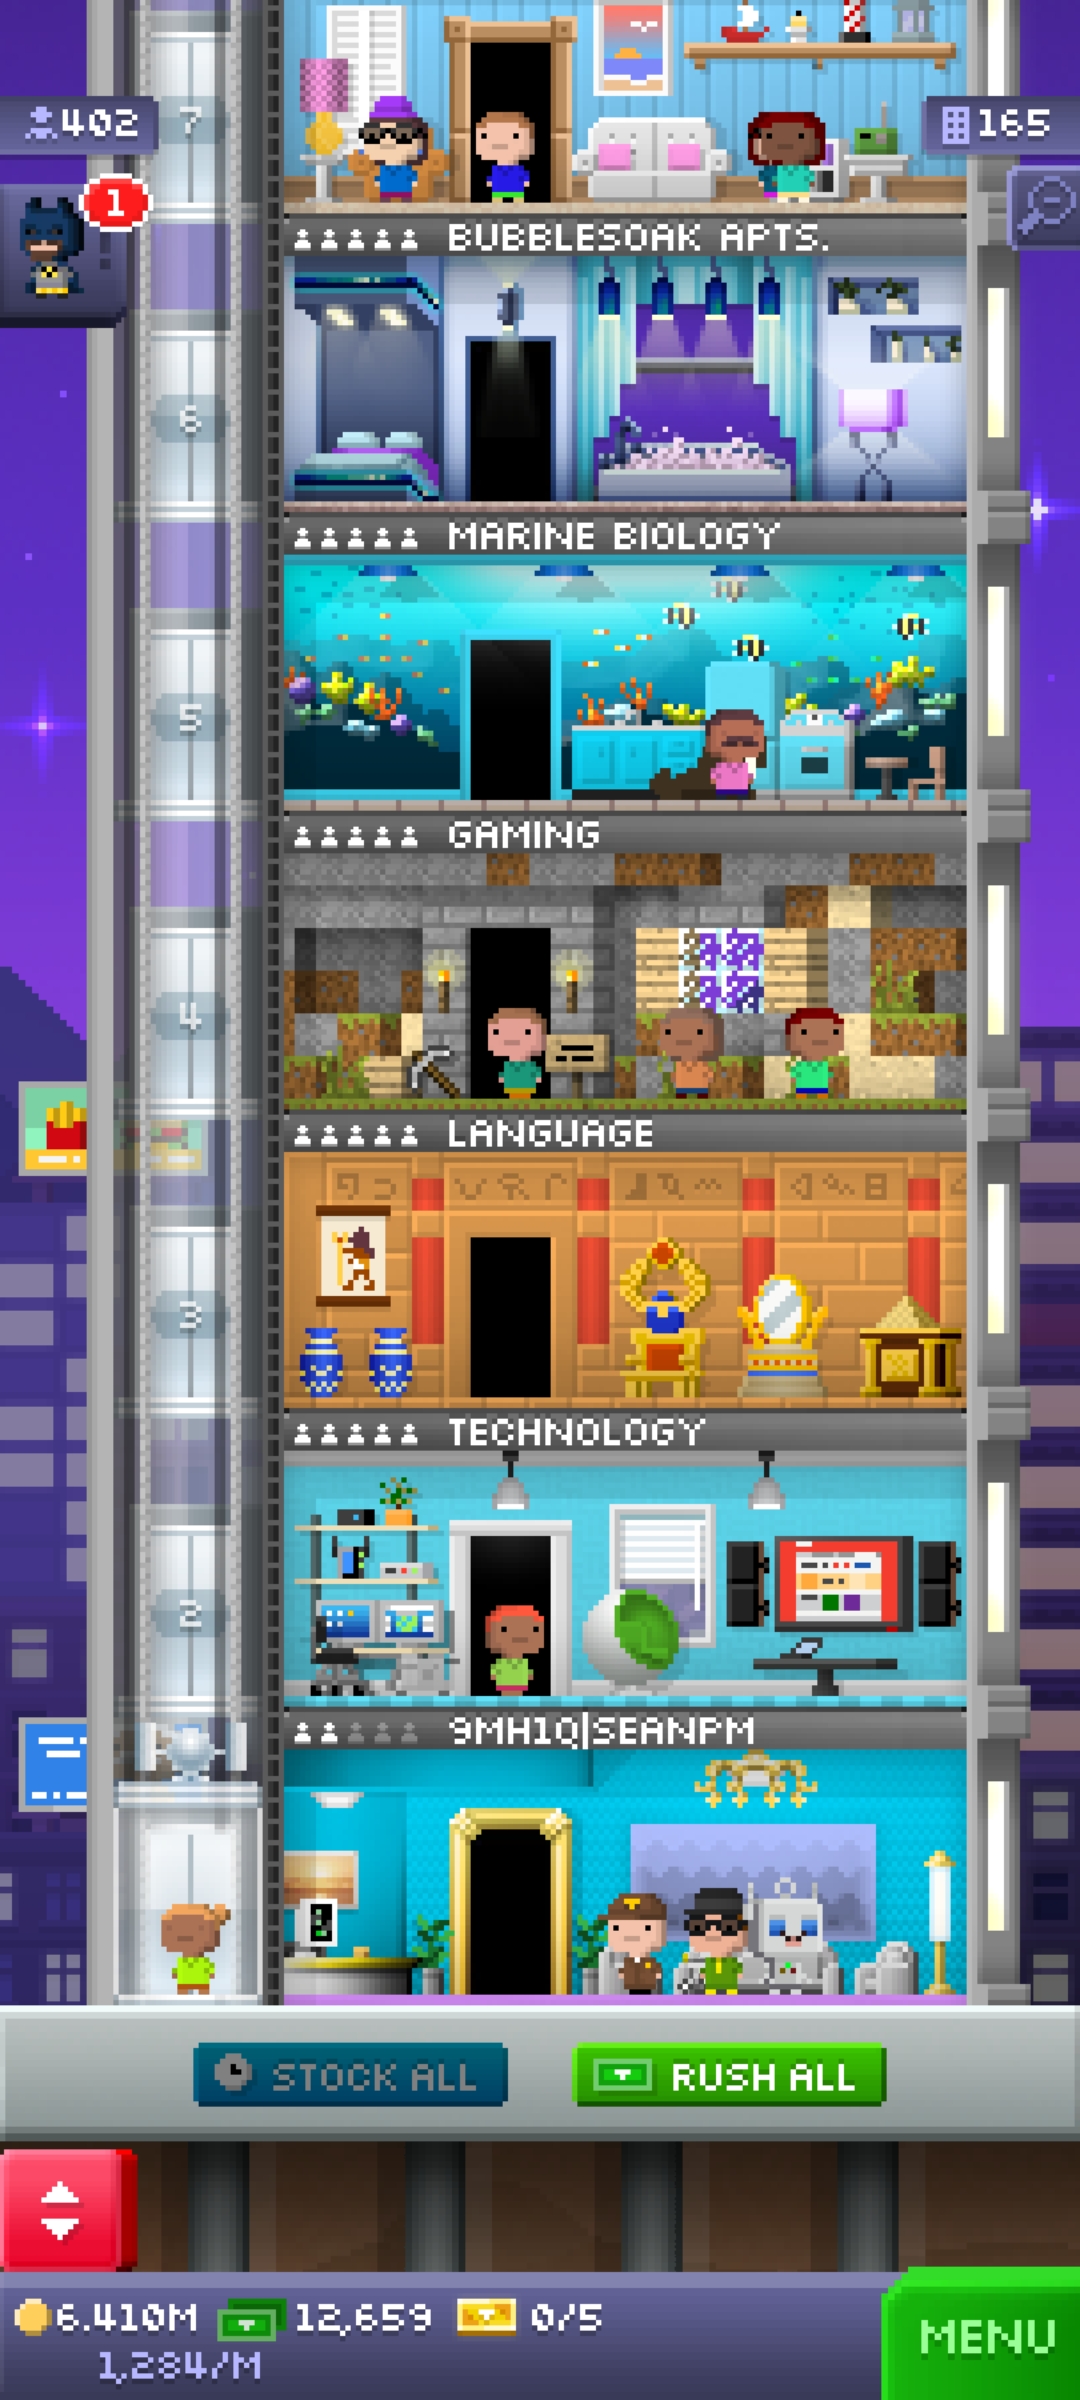 7
402
165
1
BUBBLESOAK APTS.
6
MARINE BIOLOGY
5
GAMING
4
LANGUAGE
3
TECHNOLOGY
2
9MH1Q|SEANPM
STOCK ALL
RUSH ALL
6.410M
12,659
0/5
1,284/M
MENU